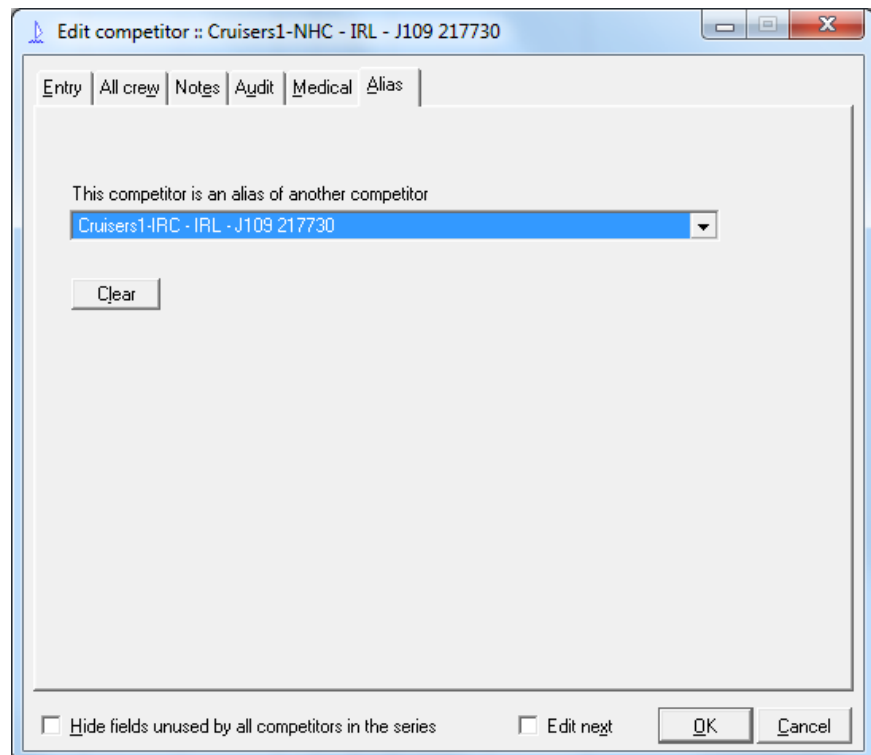 Edit competitor :: Cruisers1-NHC - IRL - J109 217730
Entry All crew Notes Audit Medical Alias
This competitor is an alias of another competitor
Cruisers1-IRC - IRL - J109 217730
Clear
Hide fields unused by all competitors in the series Edit next OK Cancel